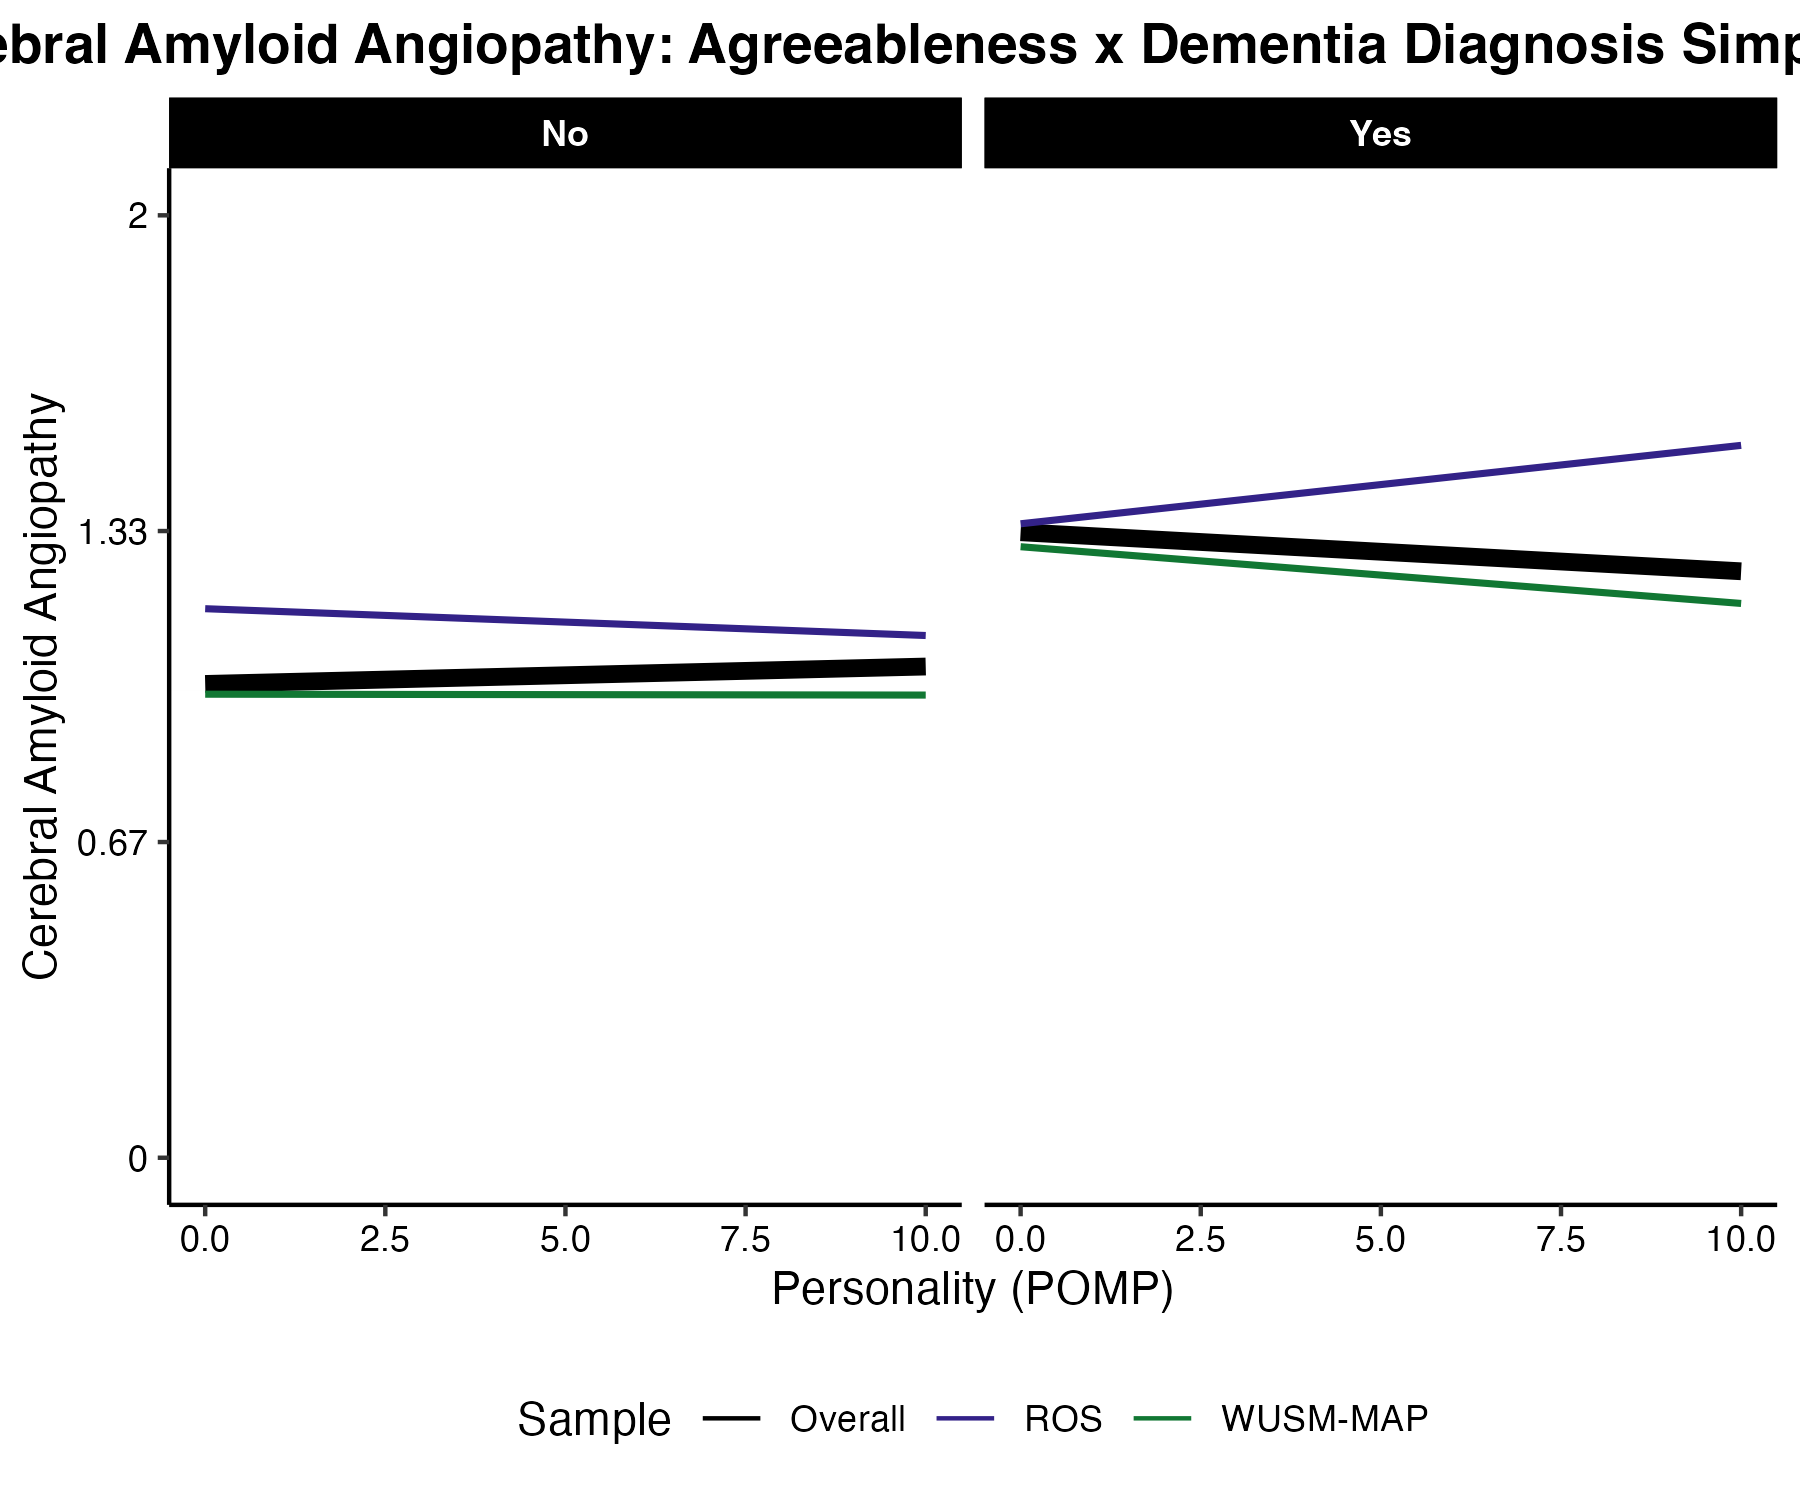 Amyloid Angiopathy: Agreeableness x Dementia Diagnosis
No Yes
Cerebral Amyloid Angiopathy
2
1.33
0.67
0
0.0 2.5 5.0 7.5 10.0 0.0 2.5 5.0 7.5 10.0
Personality (POMP)
Sample Overall ROS WUSM-MAP